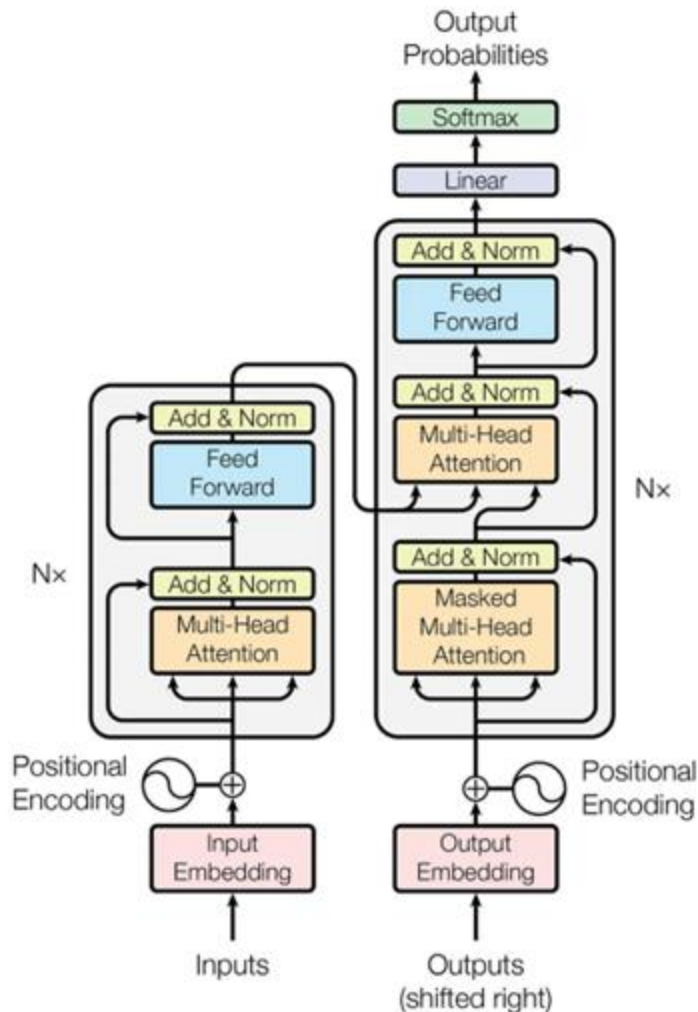 Output
Probabilities
Softmax
Linear
Add & Norm
Feed
Forward
Add & Norm
Multi-Head
Attention
Add & Norm
Masked
Multi-Head
Attention
Nx
Add & Norm
Feed
Forward
Add & Norm
Multi-Head
Attention
Nx
Positional
Encoding
Positional
Encoding
Input
Embedding
Output
Embedding
Inputs
Outputs
(shifted right)